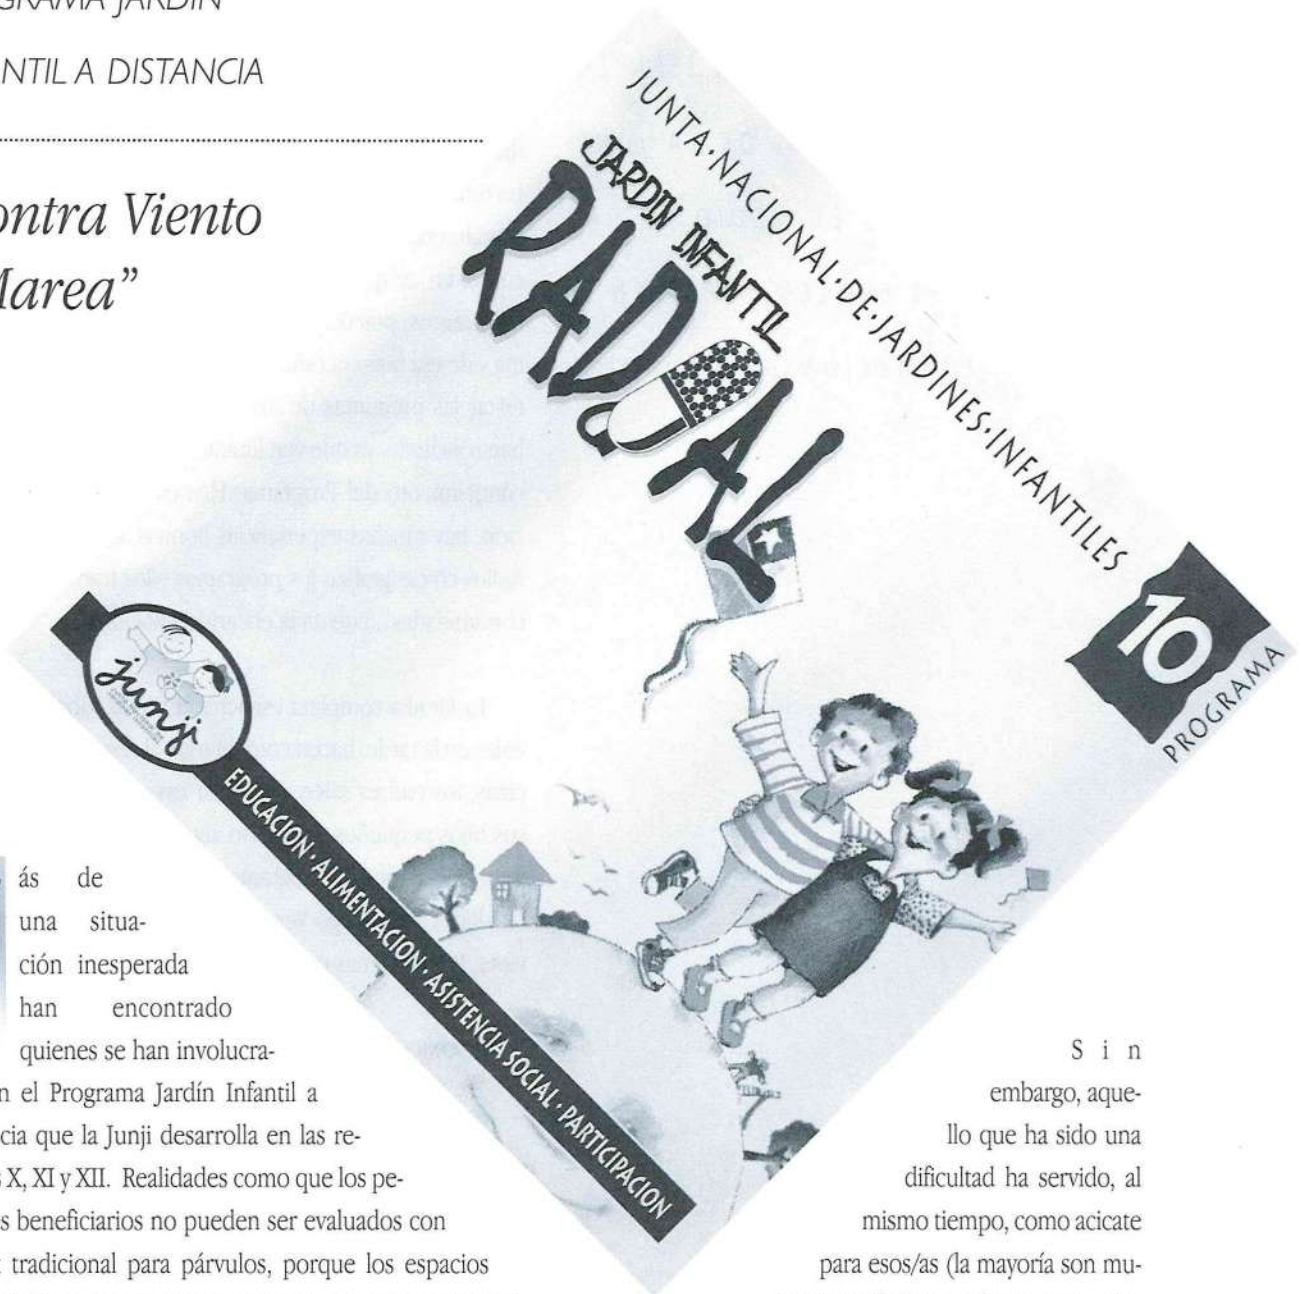 GRAMA JARDIN
NTIL A DISTANCIA
ontra Viento
area”
JUNTA·NACIONAL·DE·JARDINES·INFANTILES
JARDIN INFANTIL
RADAL
10
PROGRAMA
junji
EDUCACION·ALIMENTACION·ASISTENCIA SOCIAL·PARTICIPACION
ás de
una situa-
ción inesperada
han encontrado
quienes se han involucra-
n el Programa Jardín Infantil a
cia que la Junji desarrolla en las re-
s X, XI y XII. Realidades como que los pe-
s beneficiarios no pueden ser evaluados con
tradicional para párvulos, porque los espacios
Sin
embargo, aque-
llo que ha sido una
dificultad ha servido, al
mismo tiempo, como acicate
para esos/as (la mayoría son mu-